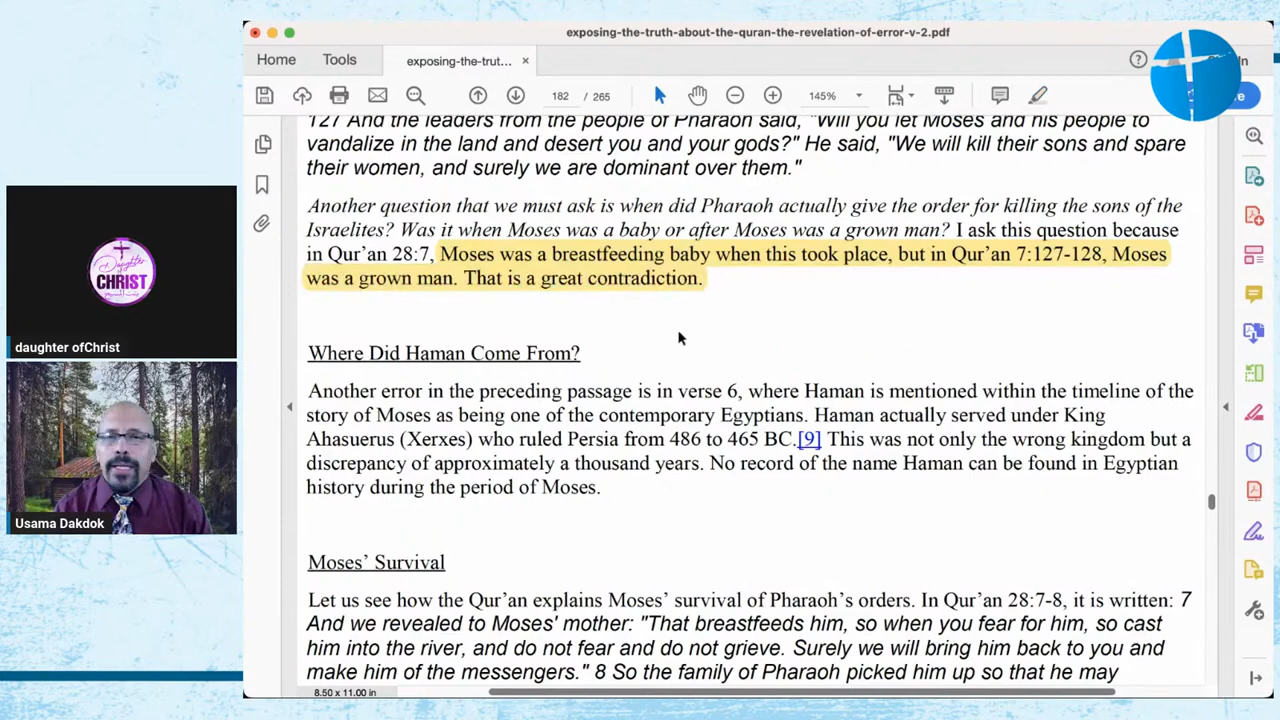 exposing-the-truth-about-the-quran-the-revelation-of-error-v-2.pdf
Home Tools exposing-the-trut... ×
182 / 265 145%
127 And the leaders from the people of Pharaoh said, "Will you let Moses and his people to
vandalize in the land and desert you and your gods?" He said, "We will kill their sons and spare
their women, and surely we are dominant over them."
Another question that we must ask is when did Pharaoh actually give the order for killing the sons of the
Israelites? Was it when Moses was a baby or after Moses was a grown man? I ask this question because
in Qur'an 28:7, Moses was a breastfeeding baby when this took place, but in Qur'an 7:127-128, Moses
was a grown man. That is a great contradiction.
Where Did Haman Come From?
Another error in the preceding passage is in verse 6, where Haman is mentioned within the timeline of the
story of Moses as being one of the contemporary Egyptians. Haman actually served under King
Ahasuerus (Xerxes) who ruled Persia from 486 to 465 BC.[9] This was not only the wrong kingdom but a
discrepancy of approximately a thousand years. No record of the name Haman can be found in Egyptian
history during the period of Moses.
Moses' Survival
Let us see how the Qur'an explains Moses' survival of Pharaoh's orders. In Qur'an 28:7-8, it is written: 7
And we revealed to Moses' mother: "That breastfeeds him, so when you fear for him, so cast
him into the river, and do not fear and do not grieve. Surely we will bring him back to you and
make him of the messengers." 8 So the family of Pharaoh picked him up so that he may
8.50 x 11.00 in
Daughter
of
CHRIST
daughter ofChrist
Usama Dakdok